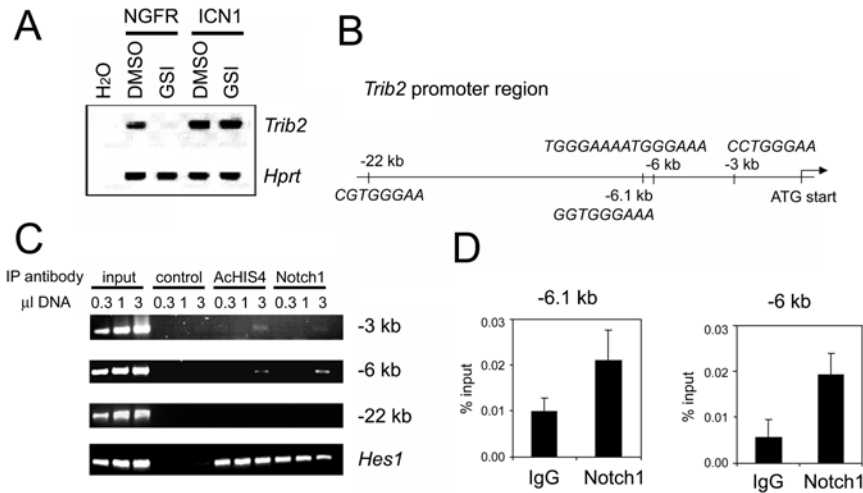 A
NGFR ICN1
H2O DMSO GSI DMSO GSI
Trib2
Hprt
B
Trib2 promoter region
TGGGAAAATGGGAAA CCTGGGAA
-22 kb -6 kb -3 kb
-6.1 kb ATG start
CGTGGGAA GGTGGGAAA
C
IP antibody input control AcHIS4 Notch1
µl DNA 0.3 1 3 0.3 1 3 0.3 1 3 0.3 1 3
-3 kb
-6 kb
-22 kb
Hes1
D
-6.1 kb
% input
0.03
0.02
0.01
0.00
IgG Notch1
-6 kb
% input
0.03
0.02
0.01
0.00
IgG Notch1